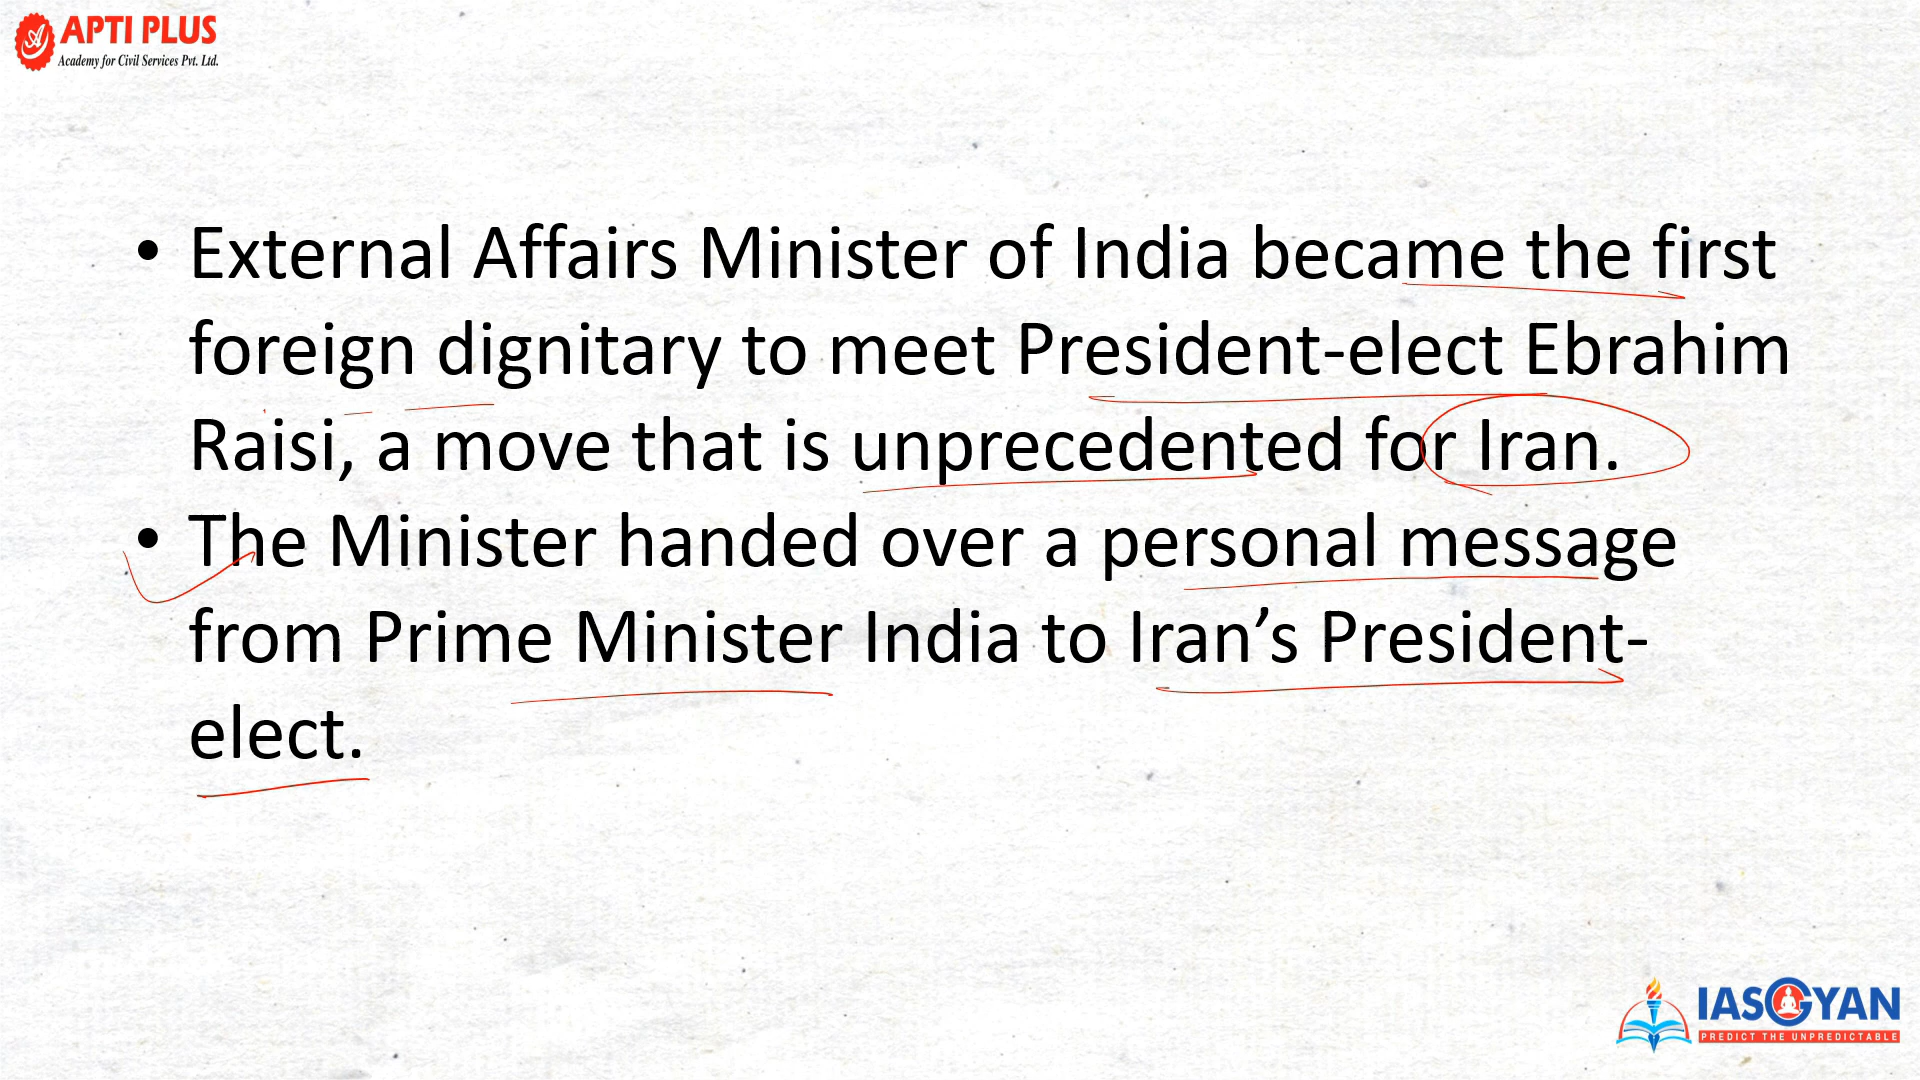 APTI PLUS
Academy for Civil Services Pvt. Ltd.
• External Affairs Minister of India became the first
foreign dignitary to meet President-elect Ebrahim
Raisi, a move that is unprecedented for Iran.
• The Minister handed over a personal message
from Prime Minister India to Iran’s President-
elect.
IASGYAN
PREDICT THE UNPREDICTABLE